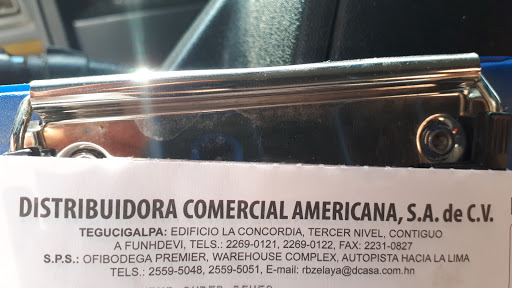 DISTRIBUIDORA COMERCIAL AMERICANA, S.A. de C.V.
TEGUCIGALPA: EDIFICIO LA CONCORDIA, TERCER NIVEL, CONTIGUO
A FUNHDEVI, TELS.: 2269-0121, 2269-0122, FAX: 2231-0827
S.P.S.: OFIBODEGA PREMIER, WAREHOUSE COMPLEX, AUTOPISTA HACIA LA LIMA
TELS.: 2559-5048, 2559-5051, E-mail: rbzelaya@dcasa.com.hn